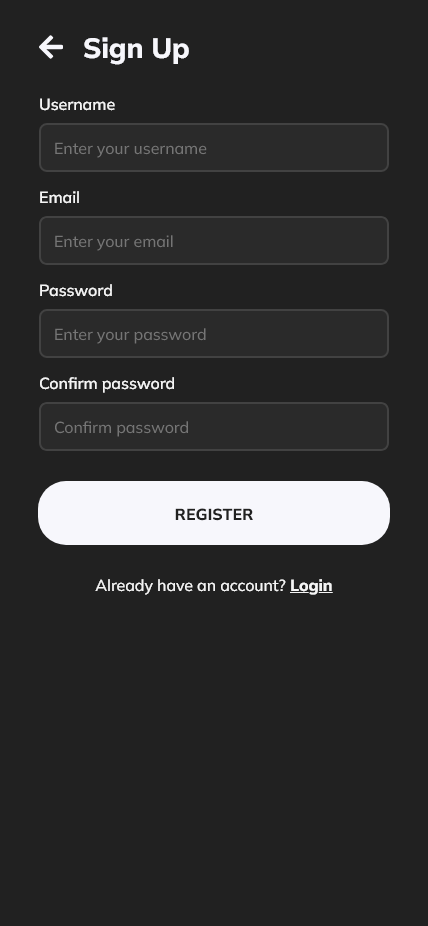 Sign Up
Username
Enter your username
Email
Enter your email
Password
Enter your password
Confirm password
Confirm password
REGISTER
Already have an account? Login